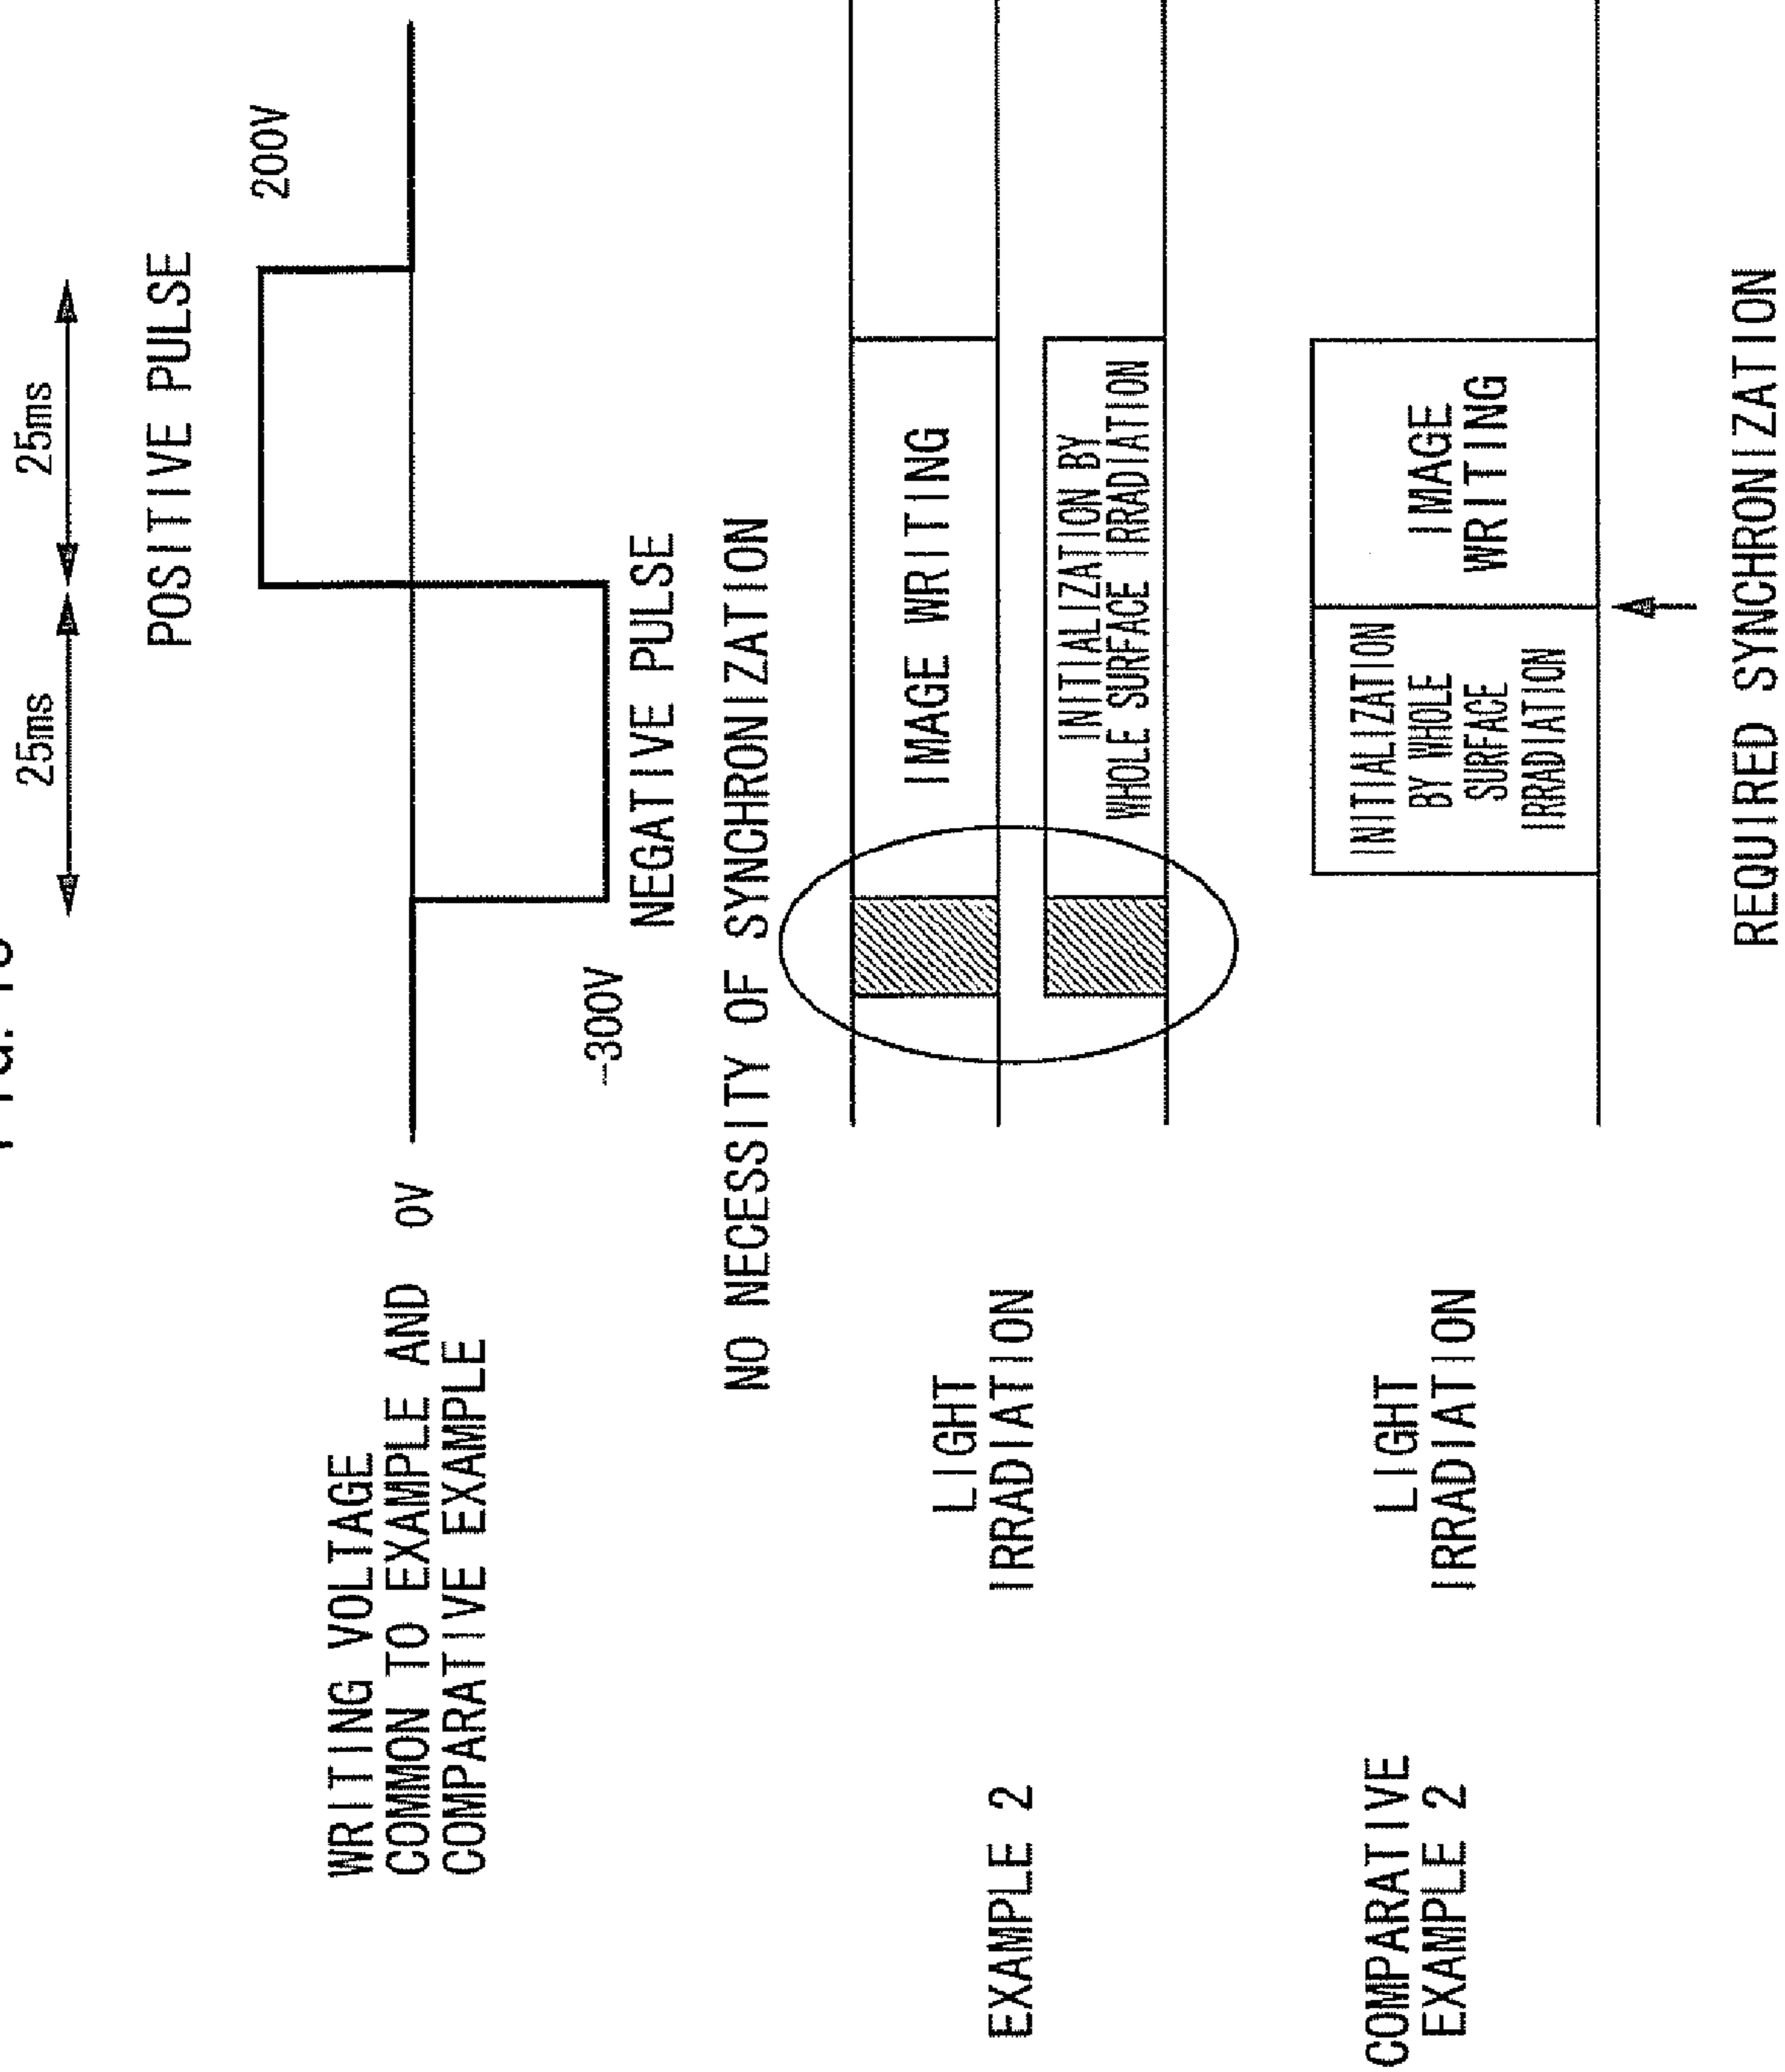 25ms
25ms
POSITIVE PULSE
200V
WRITING VOLTAGE
COMMON TO EXAMPLE AND
COMPARATIVE EXAMPLE
0V
-300V
NEGATIVE PULSE
NO NECESSITY OF SYNCHRONIZATION
EXAMPLE 2
LIGHT
IRRADIATION
IMAGE WRITING
INITIALIZATION BY
WHOLE SURFACE IRRADIATION
COMPARATIVE
EXAMPLE 2
LIGHT
IRRADIATION
INITIALIZATION
BY WHOLE
SURFACE
IRRADIATION
IMAGE
WRITING
REQUIRED SYNCHRONIZATION